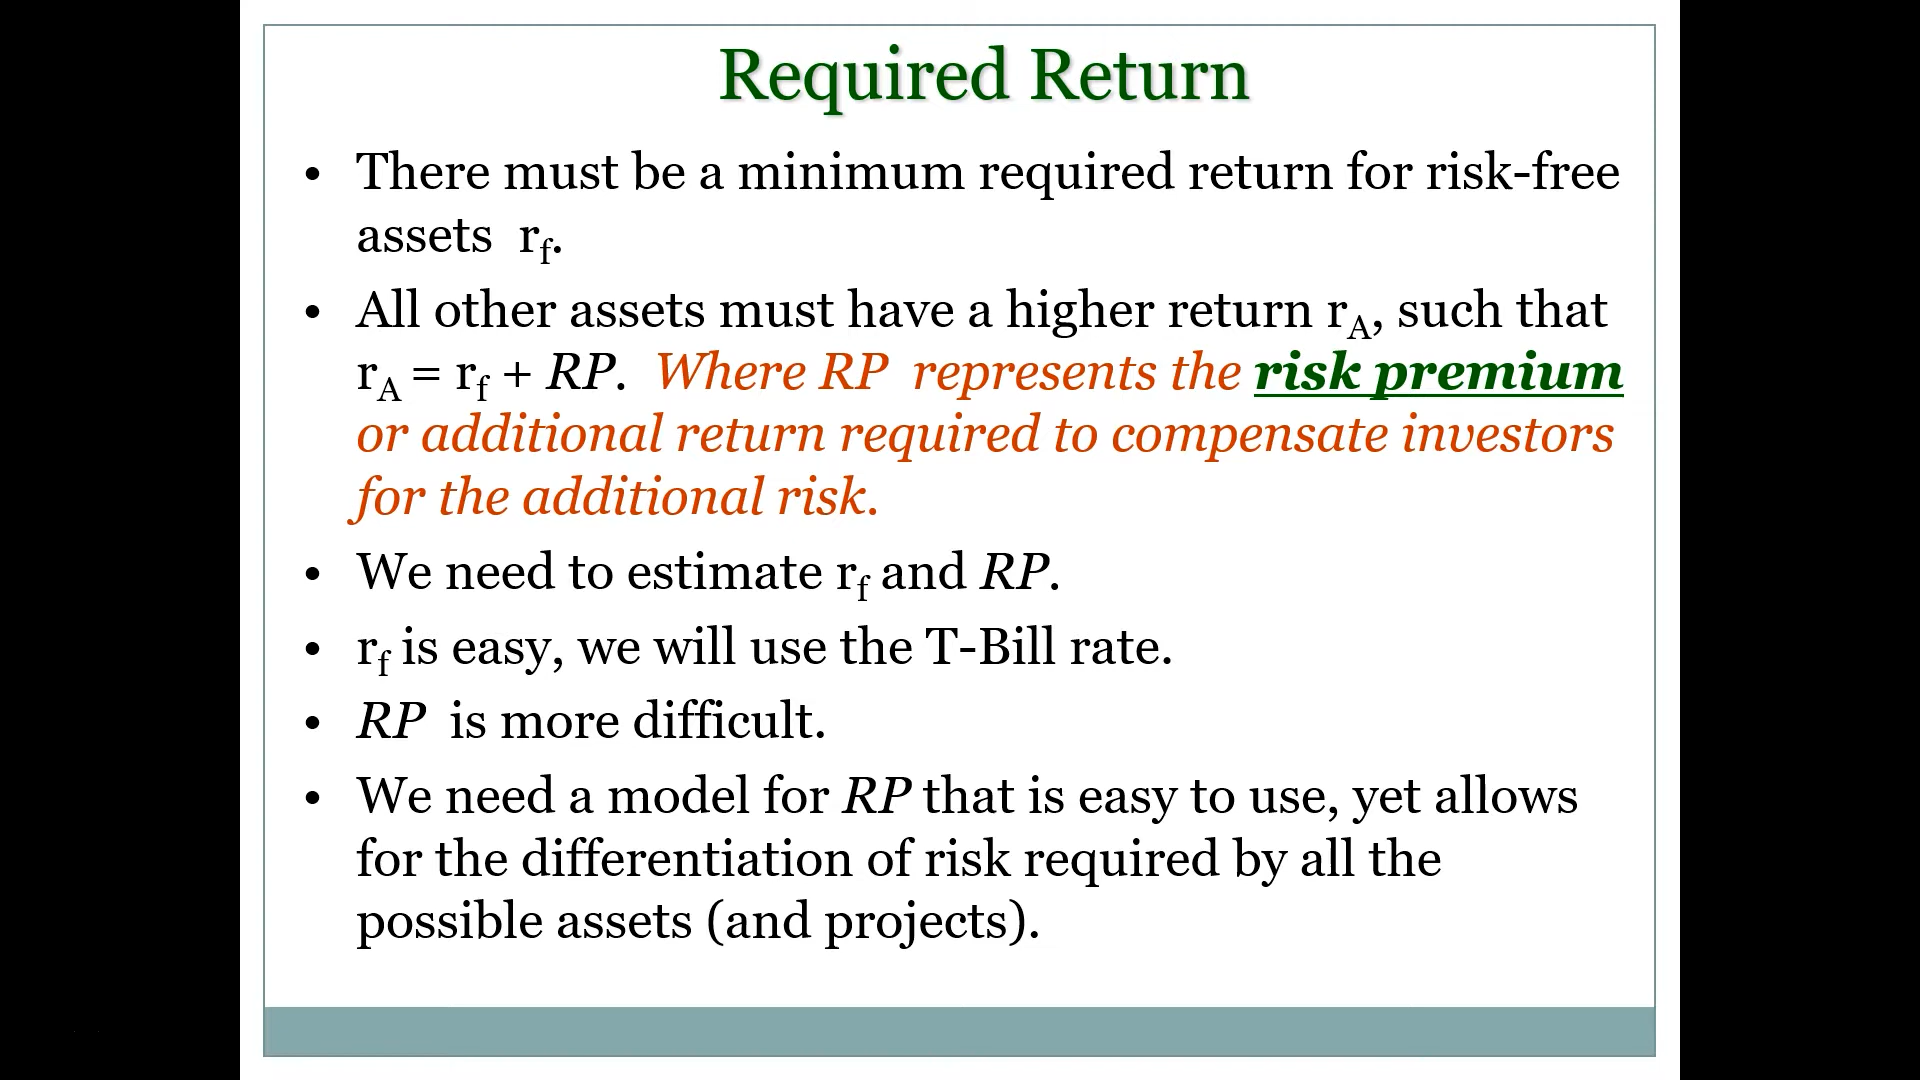 Required Return
• There must be a minimum required return for risk-free
assets rf.
• All other assets must have a higher return rA, such that
rA = rf + RP. Where RP represents the risk premium
or additional return required to compensate investors
for the additional risk.
• We need to estimate rf and RP.
• rf is easy, we will use the T-Bill rate.
• RP is more difficult.
• We need a model for RP that is easy to use, yet allows
for the differentiation of risk required by all the
possible assets (and projects).